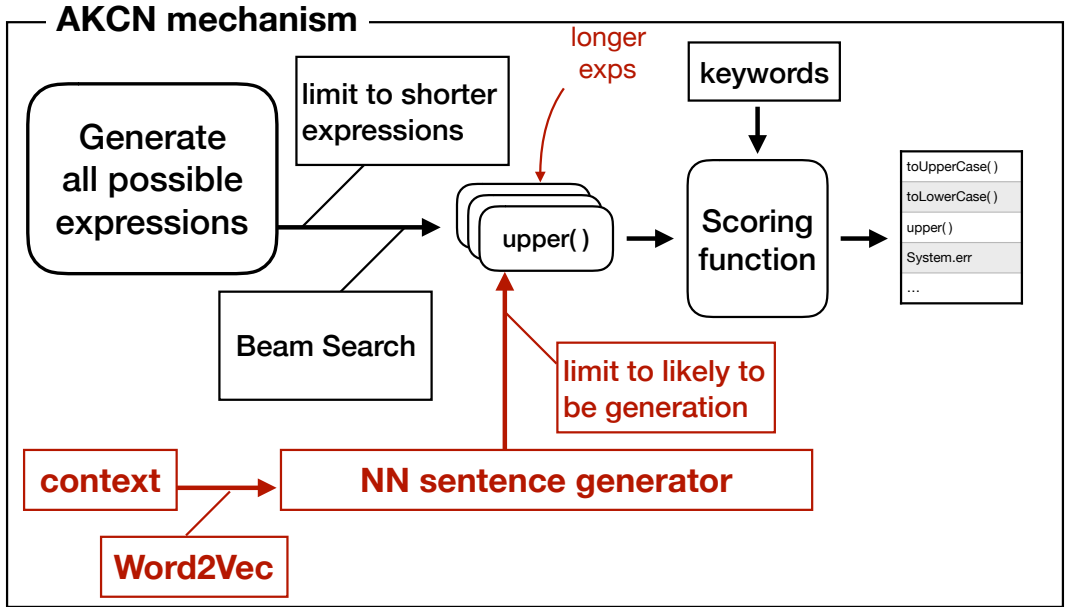 AKCN mechanism
Generate
all possible
expressions
limit to shorter
expressions
Beam Search
longer
exps
upper( )
keywords
Scoring
function
toUpperCase( )
toLowerCase( )
upper( )
System.err
...
limit to likely to
be generation
context
Word2Vec
NN sentence generator